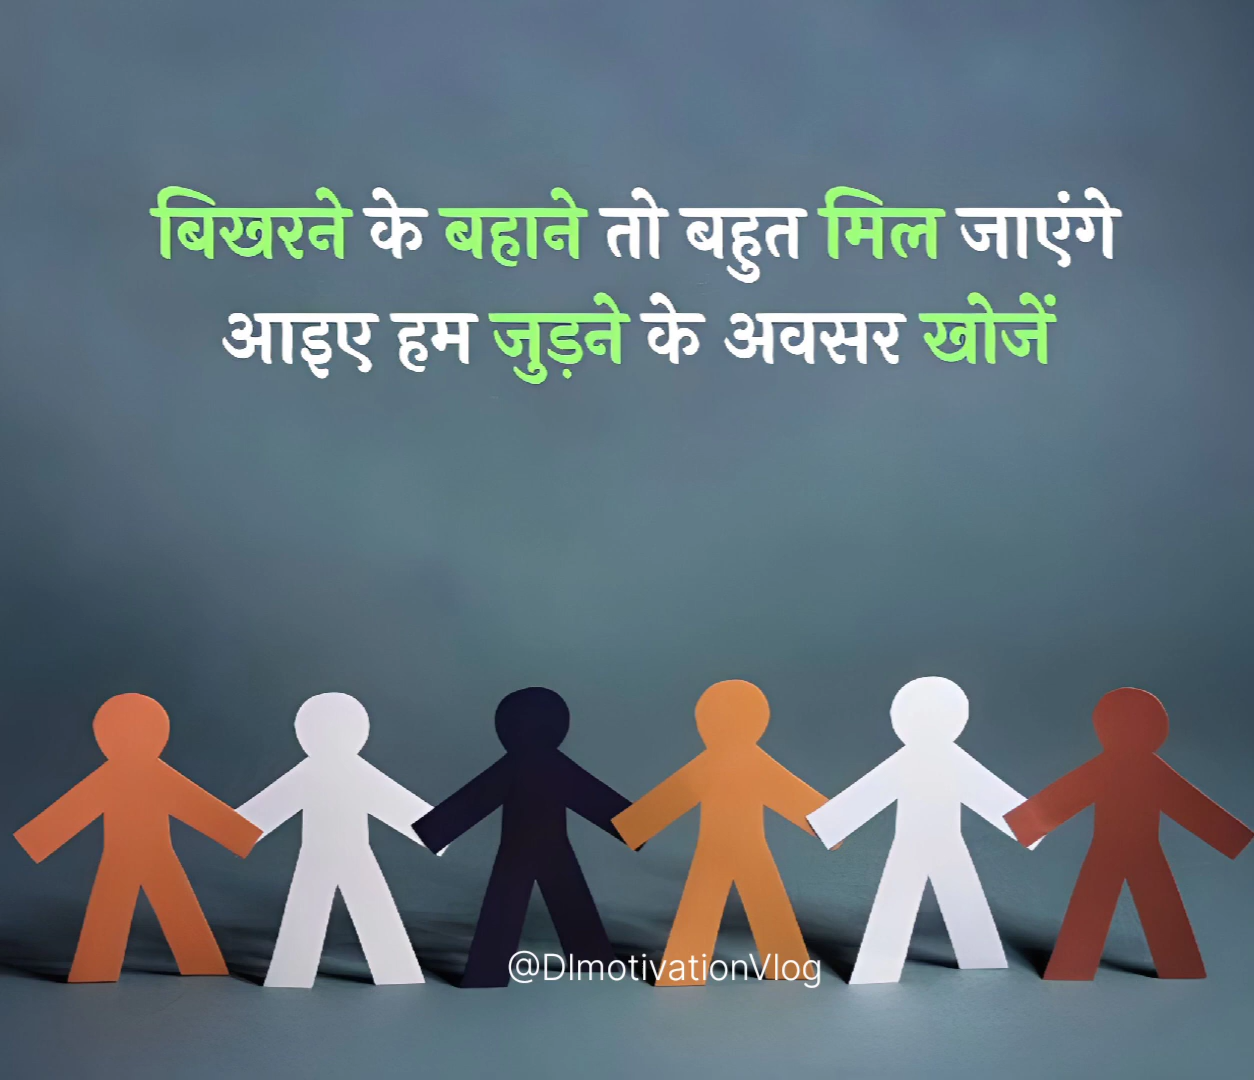 बिखरने के बहाने तो बहुत मिल जाएंगे
आइए हम जुड़ने के अवसर खोजें
@DImotivationVlog